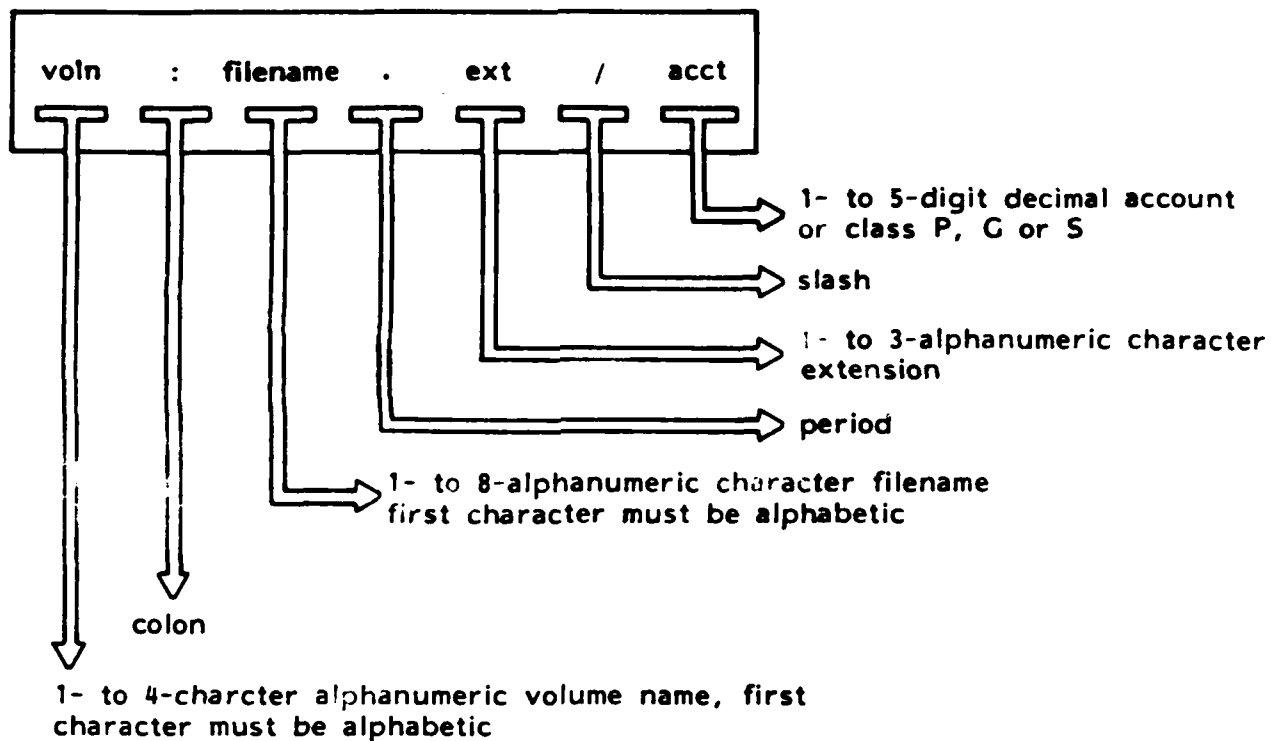 voln : filename . ext / acct
1- to 5-digit decimal account
or class P, G or S
slash
1- to 3-alphanumeric character
extension
period
1- to 8-alphanumeric character filename
first character must be alphabetic
colon
1- to 4-charcter alphanumeric volume name, first
character must be alphabetic